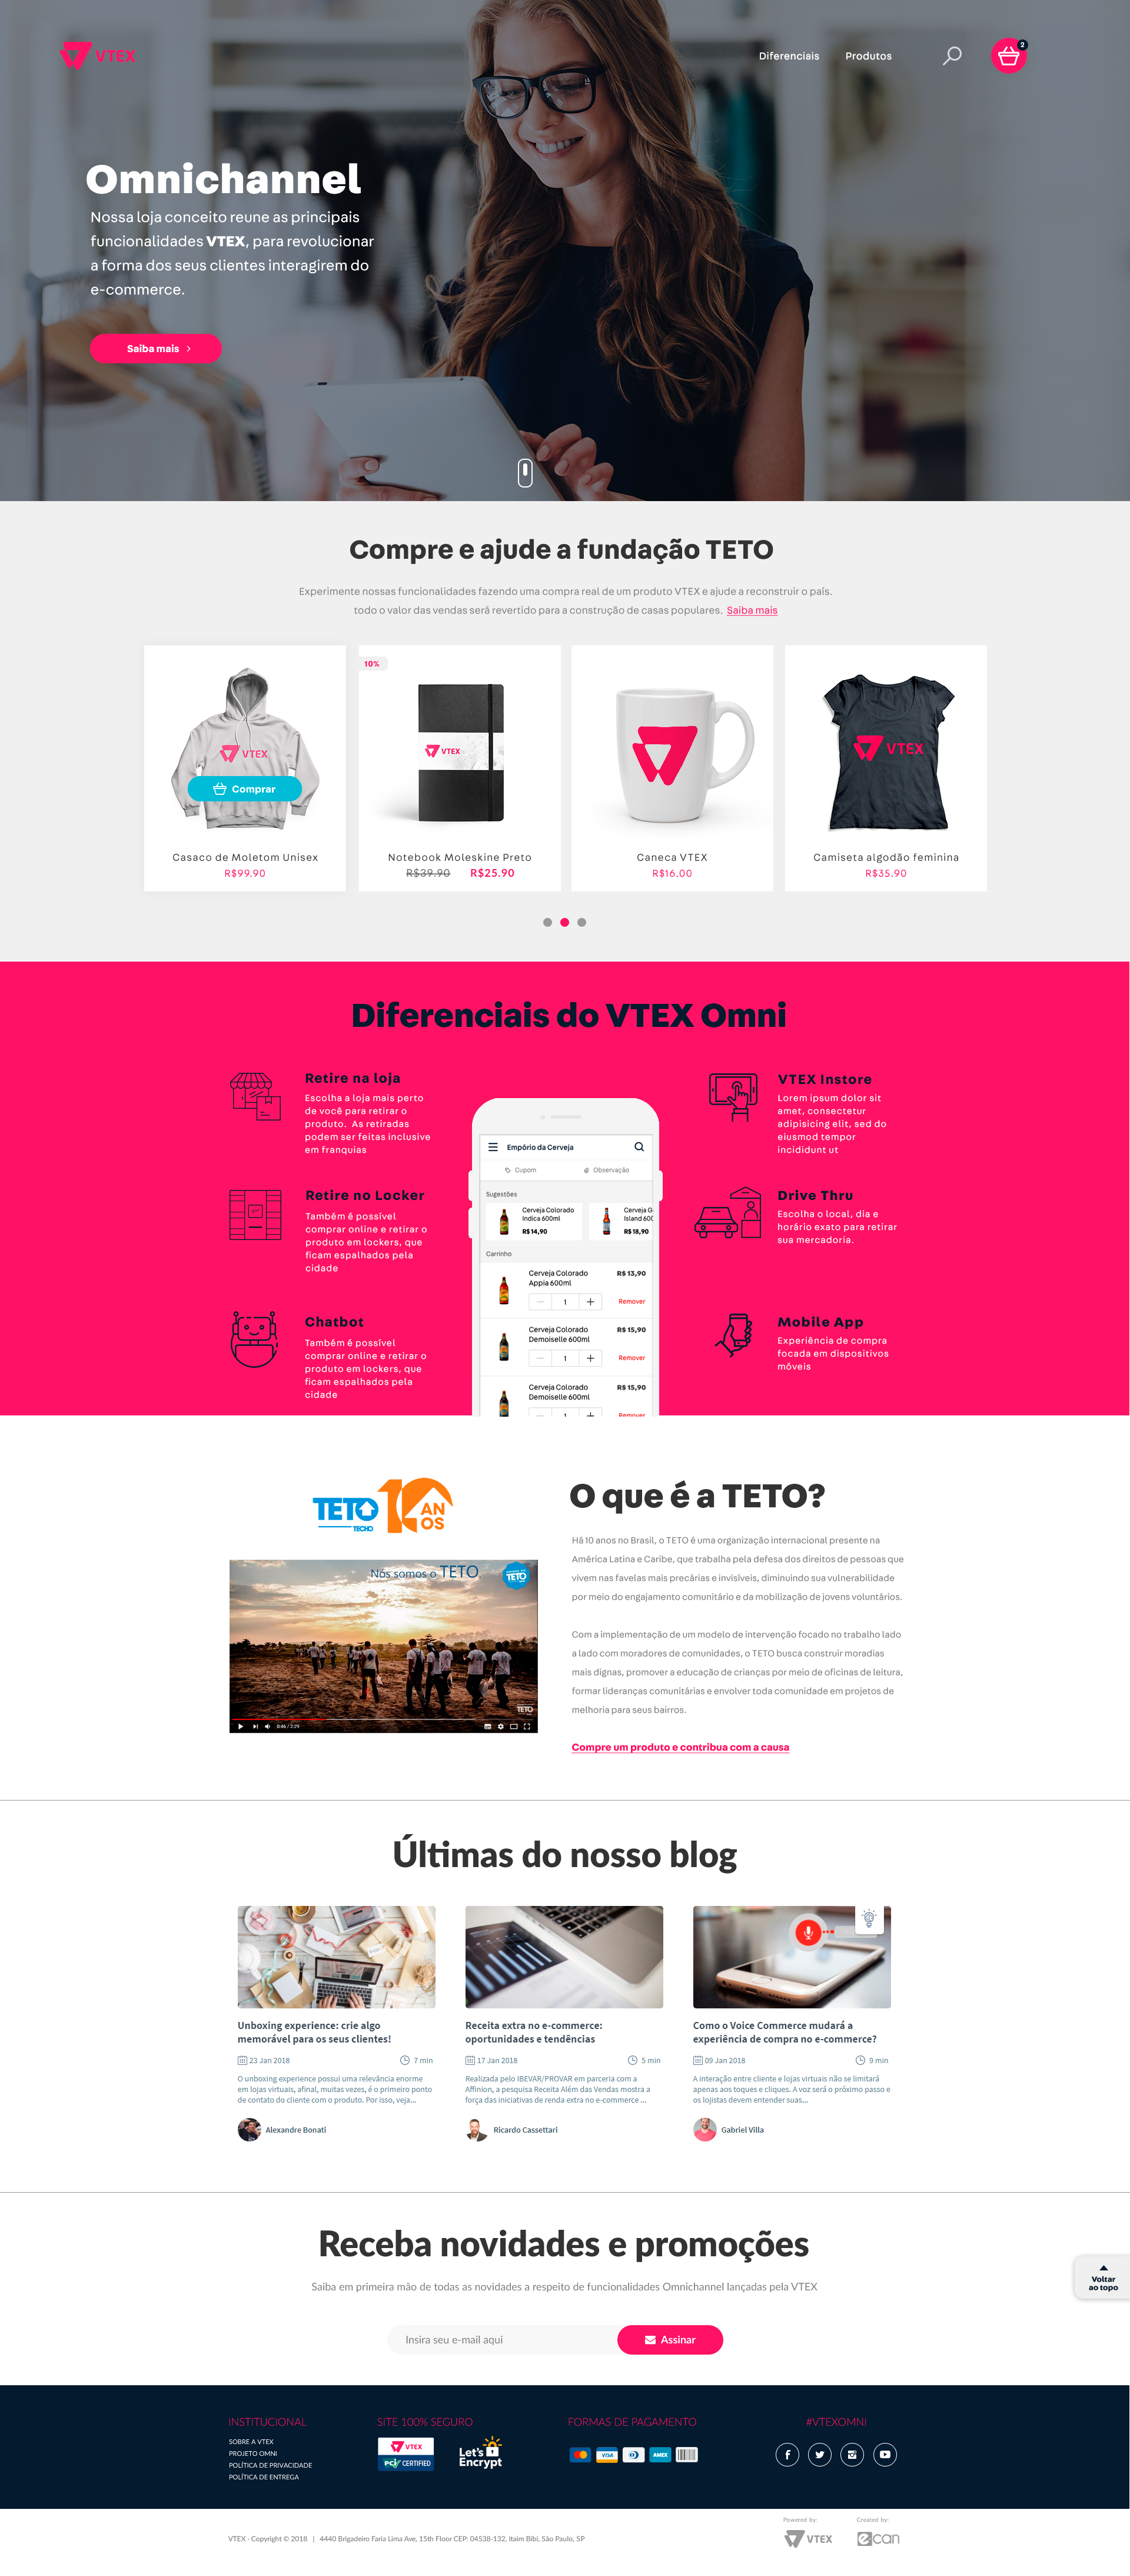 VTEX
Diferenciais
Produtos
2
Omnichannel
Nossa loja conceito reune as principais
funcionalidades VTEX, para revolucionar
a forma dos seus clientes interagirem do
e-commerce.
Saiba mais
Compre e ajude a fundação TETO
Experimente nossas funcionalidades fazendo uma compra real de um produto VTEX e ajude a reconstruir o país.
todo o valor das vendas será revertido para a construção de casas populares. Saiba mais
VTEX
Comprar
Casaco de Moletom Unisex
R$99.90
10%
VTEX
Notebook Moleskine Preto
R$39.90 R$25.90
Caneca VTEX
R$16.00
VTEX
Camiseta algodão feminina
R$35.90
Diferenciais do VTEX Omni
Retire na loja
Escolha a loja mais perto
de você para retirar o
produto. As retiradas
podem ser feitas inclusive
em franquias
Retire no Locker
Também é possível
comprar online e retirar o
produto em lockers, que
ficam espalhados pela
cidade
Chatbot
Também é possível
comprar online e retirar o
produto em lockers, que
ficam espalhados pela
cidade
Empório da Cerveja
Cupom
Observação
Sugestões
Cerveja Colorado
Indica 600ml
R$ 14,90
Cerveja G
Island 600
R$ 18,90
Carrinho
Cerveja Colorado
Appia 600ml
R$ 13,90
1
Remover
Cerveja Colorado
Demoiselle 600ml
R$ 15,90
1
Remover
Cerveja Colorado
Demoiselle 600ml
R$ 15,90
1
Remover
VTEX Instore
Lorem ipsum dolor sit
amet, consectetur
adipisicing elit, sed do
eiusmod tempor
incididunt ut
Drive Thru
Escolha o local, dia e
horário exato para retirar
sua mercadoria.
Mobile App
Experiência de compra
focada em dispositivos
móveis
TETO
TECHO
10 ANOS
Nós somos o TETO
TETO
TETO
0:46 / 2:29
O que é a TETO?
Há 10 anos no Brasil, o TETO é uma organização internacional presente na
América Latina e Caribe, que trabalha pela defesa dos direitos de pessoas que
vivem nas favelas mais precárias e invisíveis, diminuindo sua vulnerabilidade
por meio do engajamento comunitário e da mobilização de jovens voluntários.
Com a implementação de um modelo de intervenção focado no trabalho lado
a lado com moradores de comunidades, o TETO busca construir moradias
mais dignas, promover a educação de crianças por meio de oficinas de leitura,
formar lideranças comunitárias e envolver toda comunidade em projetos de
melhoria para seus bairros.
Compre um produto e contribua com a causa
Últimas do nosso blog
Unboxing experience: crie algo
memorável para os seus clientes!
23 Jan 2018
7 min
O unboxing experience possui uma relevância enorme
em lojas virtuais, afinal, muitas vezes, é o primeiro ponto
de contato do cliente com o produto. Por isso, veja...
Alexandre Bonati
Receita extra no e-commerce:
oportunidades e tendências
17 Jan 2018
5 min
Realizada pelo IBEVAR/PROVAR em parceria com a
Affinion, a pesquisa Receita Além das Vendas mostra a
força das iniciativas de renda extra no e-commerce ...
Ricardo Cassettari
Como o Voice Commerce mudará a
experiência de compra no e-commerce?
09 Jan 2018
9 min
A interação entre cliente e lojas virtuais não se limitará
apenas aos toques e cliques. A voz será o próximo passo e
os lojistas devem entender suas...
Gabriel Villa
Receba novidades e promoções
Saiba em primeira mão de todas as novidades a respeito de funcionalidades Omnichannel lançadas pela VTEX
Voltar
ao topo
Insira seu e-mail aqui
Assinar
INSTITUCIONAL
SOBRE A VTEX
PROJETO OMNI
POLÍTICA DE PRIVACIDADE
POLÍTICA DE ENTREGA
SITE 100% SEGURO
VTEX
PCI CERTIFIED
Let's
Encrypt
FORMAS DE PAGAMENTO
VISA
AMEX
#VTEXOMNI
VTEX - Copyright © 2018 | 4440 Brigadeiro Faria Lima Ave, 15th Floor CEP: 04538-132, Itaim Bibi, São Paulo, SP
Powered by:
VTEX
Created by:
ecan